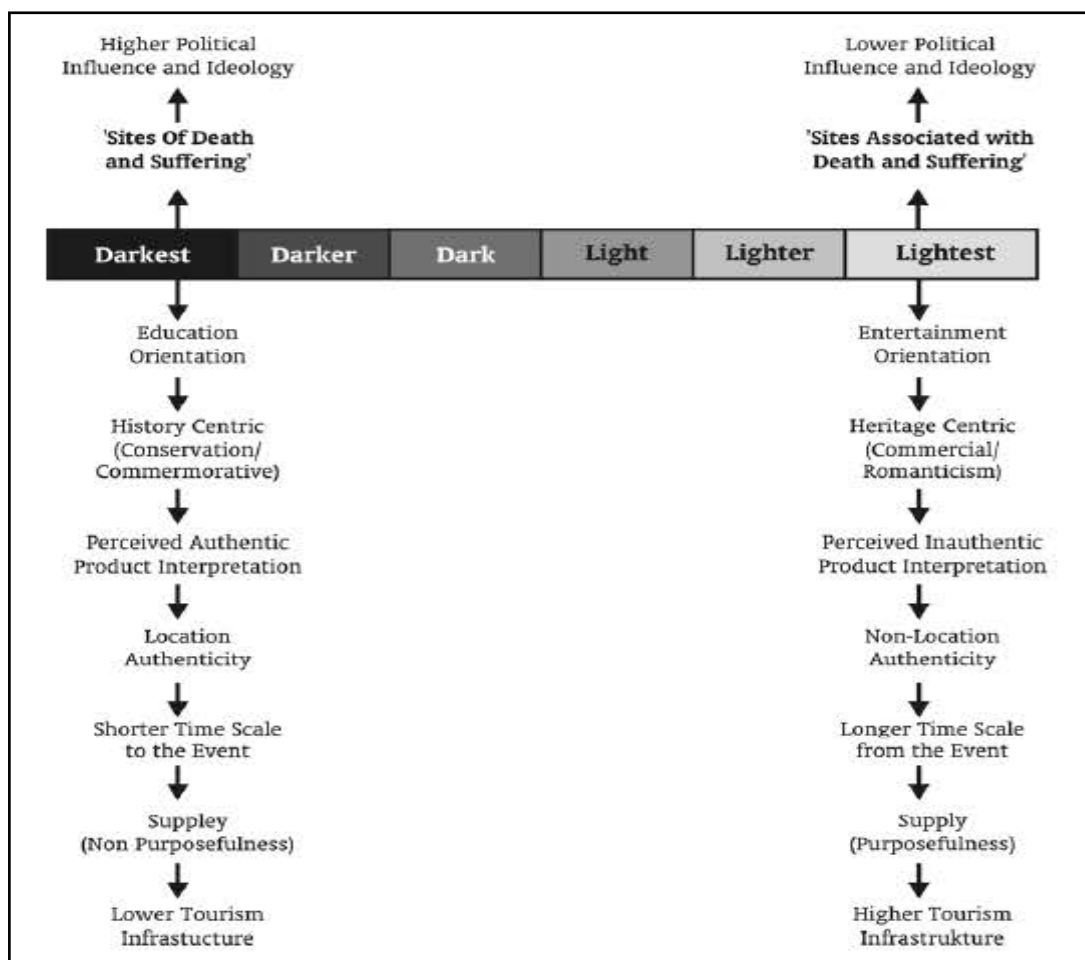 Higher Political
Influence and Ideology
Lower Political
Influence and Ideology
'Sites Of Death
and Suffering'
'Sites Associated with
Death and Suffering'
Darkest
Darker
Dark
Light
Lighter
Lightest
Education
Orientation
Entertainment
Orientation
History Centric
(Conservation/
Commermorative)
Heritage Centric
(Commercial/
Romanticism)
Perceived Authentic
Product Interpretation
Perceived Inauthentic
Product Interpretation
Location
Authenticity
Non-Location
Authenticity
Shorter Time Scale
to the Event
Longer Time Scale
from the Event
Suppley
(Non Purposefulness)
Supply
(Purposefulness)
Lower Tourism
Infrastucture
Higher Tourism
Infrastrukture